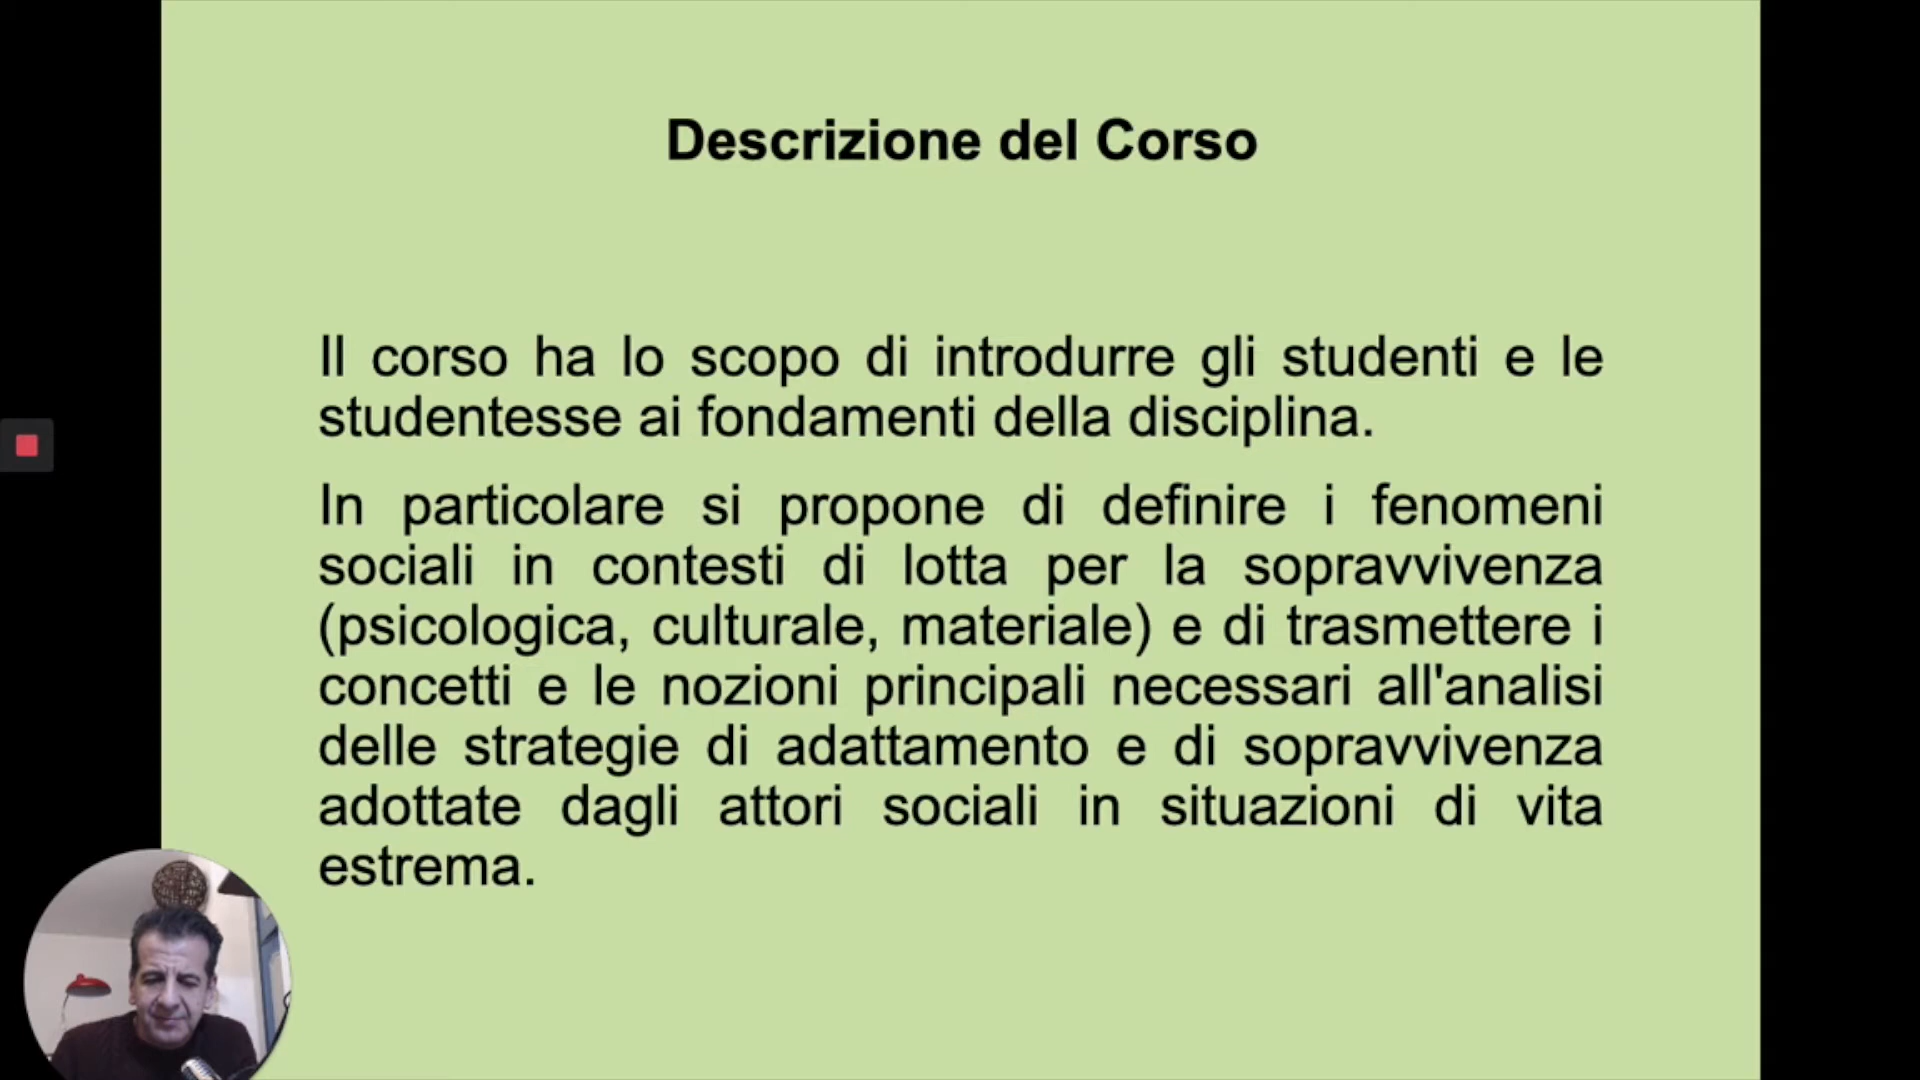 Descrizione del Corso
Il corso ha lo scopo di introdurre gli studenti e le
studentesse ai fondamenti della disciplina.
In particolare si propone di definire i fenomeni
sociali in contesti di lotta per la sopravvivenza
(psicologica, culturale, materiale) e di trasmettere i
concetti e le nozioni principali necessari all'analisi
delle strategie di adattamento e di sopravvivenza
adottate dagli attori sociali in situazioni di vita
estrema.